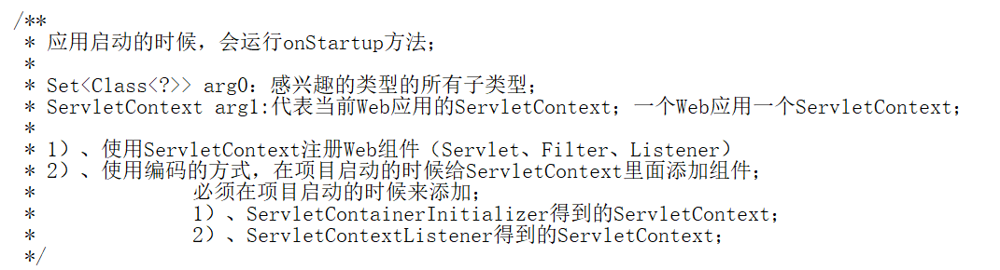 /**
 * 应用启动的时候，会运行onStartup方法；
 *
 * Set<Class<?>> arg0：感兴趣的类型的所有子类型；
 * ServletContext arg1:代表当前Web应用的ServletContext；一个Web应用一个ServletContext；
 *
 * 1）、使用ServletContext注册Web组件（Servlet、Filter、Listener）
 * 2）、使用编码的方式，在项目启动的时候给ServletContext里面添加组件；
 *          必须在项目启动的时候来添加；
 *          1）、ServletContainerInitializer得到的ServletContext；
 *          2）、ServletContextListener得到的ServletContext；
 */